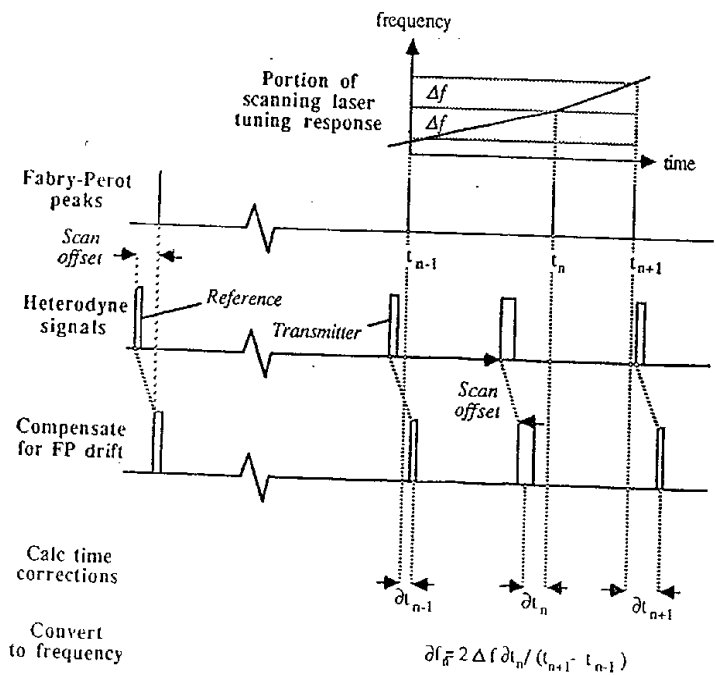 frequency
Portion of
scanning laser
tuning response
Δf
Δf
time
Fabry-Perot
peaks
Scan
offset
t n-1
t n
t n+1
Heterodyne
signals
Reference
Transmitter
Scan
offset
Compensate
for FP drift
Calc time
corrections
∂t n-1
∂t n
∂t n+1
Convert
to frequency
∂f n = 2 Δf ∂t n / (t n+1 - t n-1)